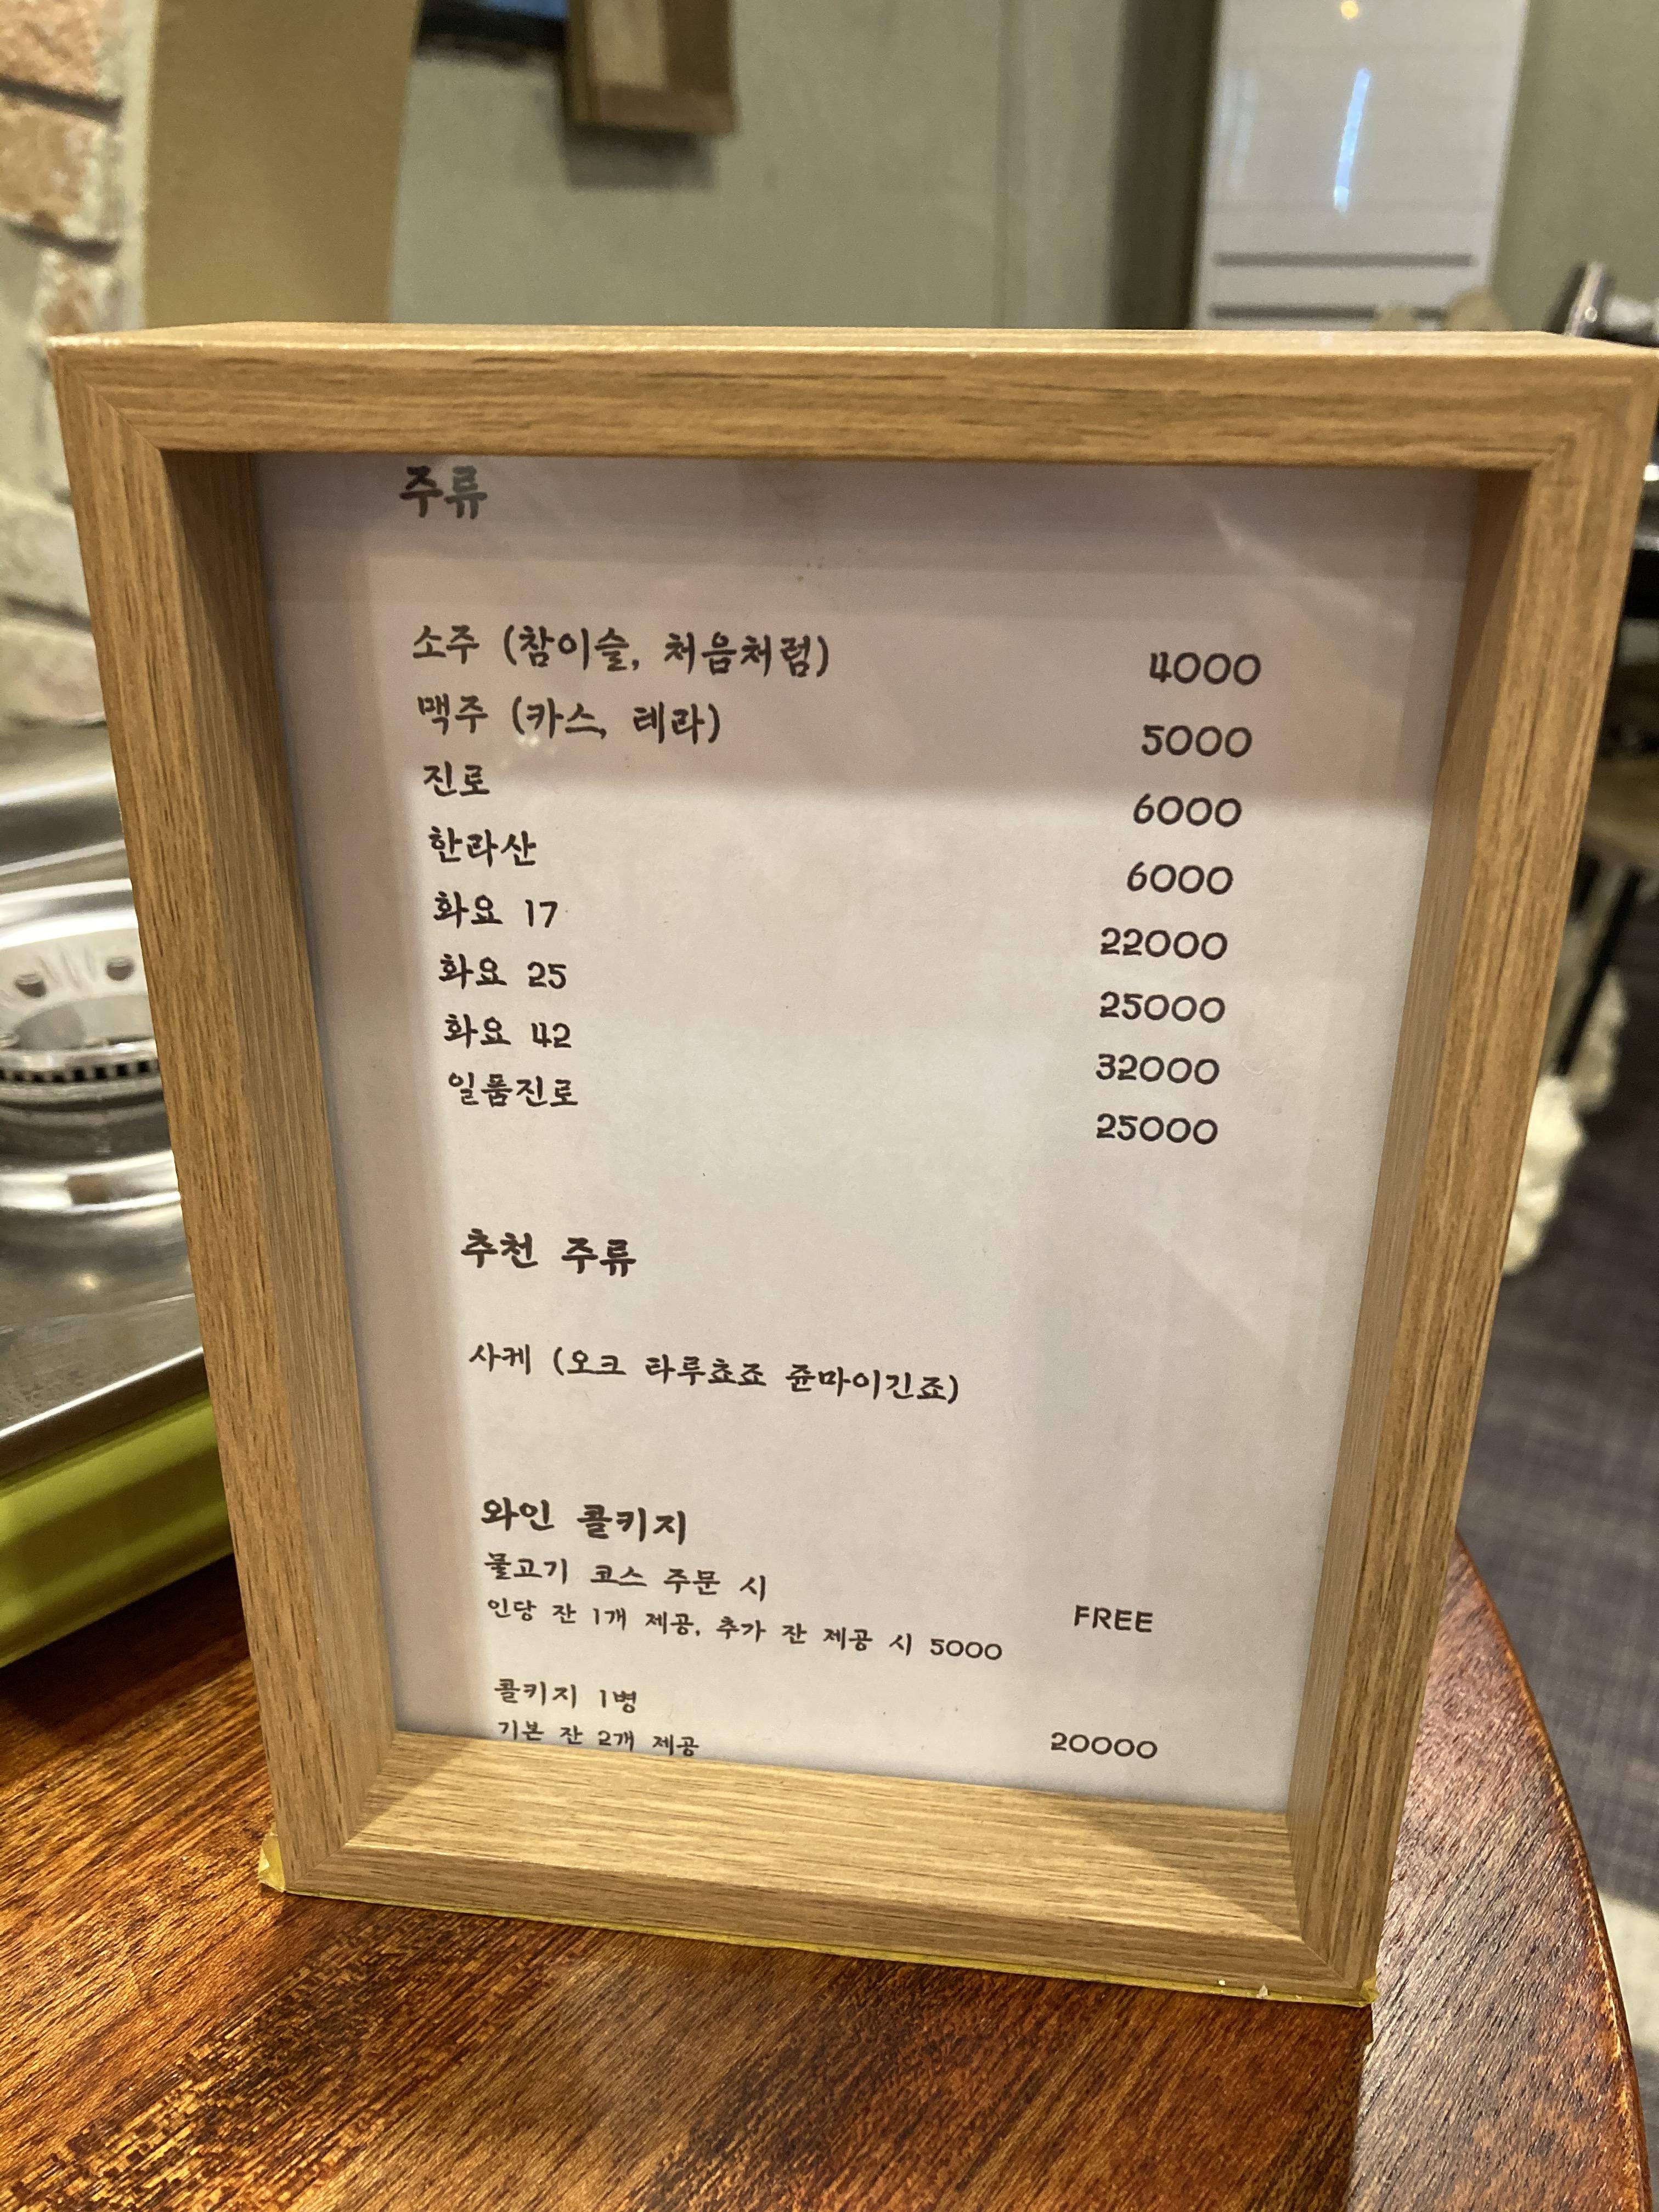 주류
소주 (참이슬, 처음처럼) 4000
맥주 (카스, 테라) 5000
진로 6000
한라산 6000
화요 17 22000
화요 25 25000
화요 42 32000
일품진로 25000
추천 주류
사케 (오크 타루쵸죠 쥰마이긴죠)
와인 콜키지
물고기 코스 주문 시 FREE
인당 잔 1개 제공, 추가 잔 제공 시 5000
콜키지 1병 20000
기본 잔 2개 제공